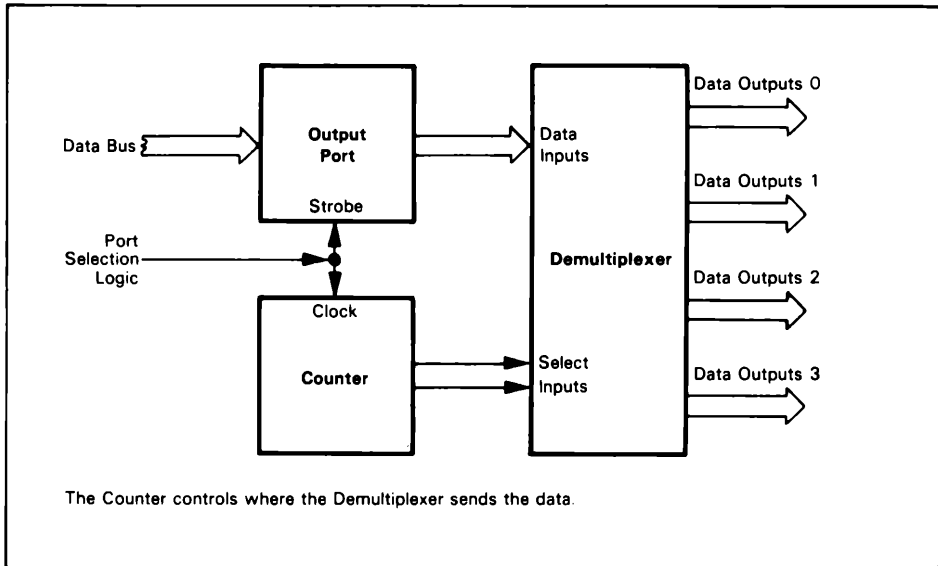 Data Bus
Output
Port
Strobe
Port
Selection
Logic
Clock
Counter
Data
Inputs
Demultiplexer
Select
Inputs
Data Outputs 0
Data Outputs 1
Data Outputs 2
Data Outputs 3
The Counter controls where the Demultiplexer sends the data.